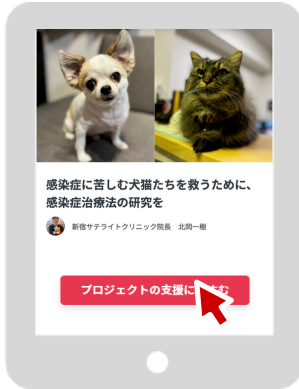 感染症に苦しむ犬猫たちを救うために、
感染症治療法の研究を
新宿サテライトクリニック院長 北岡一樹
プロジェクトの支援に む